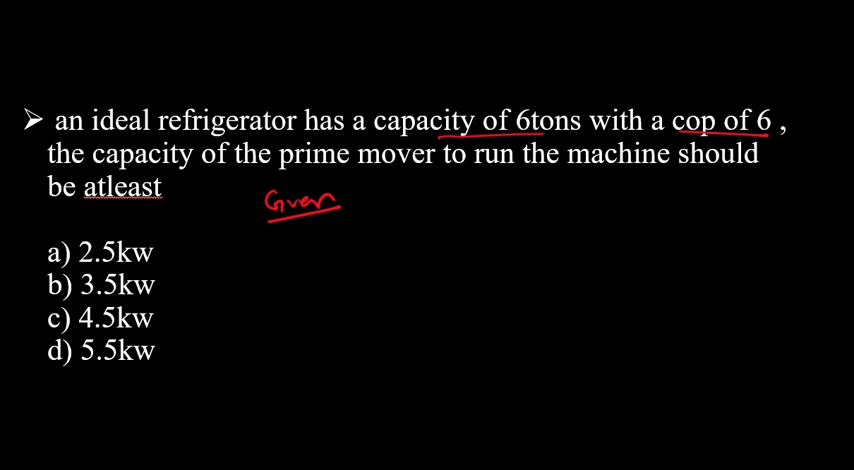 ➢ an ideal refrigerator has a capacity of 6tons with a cop of 6 ,
the capacity of the prime mover to run the machine should
be atleast
Given
a) 2.5kw
b) 3.5kw
c) 4.5kw
d) 5.5kw